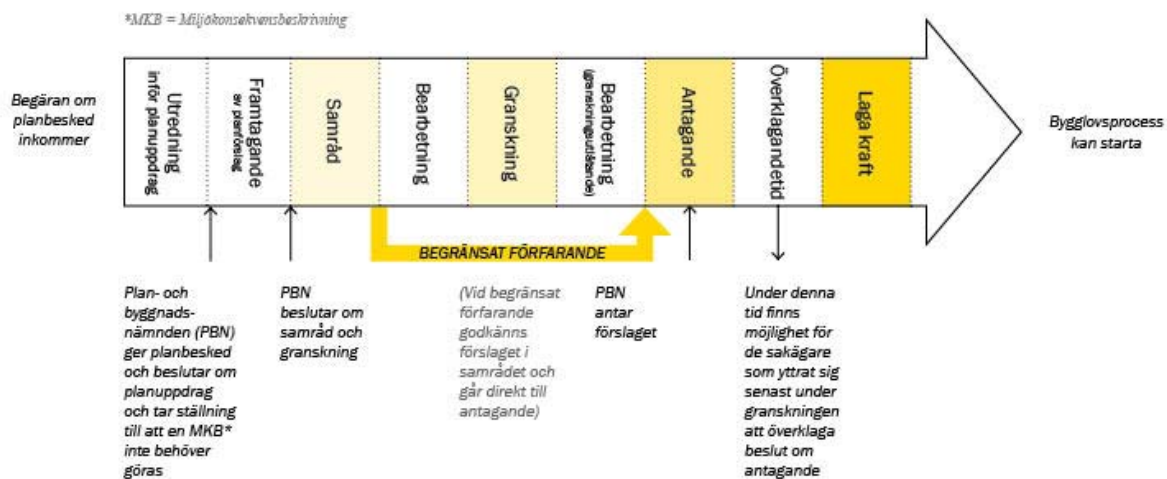 *MKB = Miljökonsekvensbeskrivning
Begäran om
planbesked
inkommer
Utredning
inför planuppdrag
Framtagande
av planförslag
Samråd
Bearbetning
Granskning
Bearbetning
(granskningsutlåtande)
Antagande
Överklagandetid
Laga kraft
Bygglovsprocess
kan starta
BEGRÄNSAT FÖRFARANDE
Plan- och
byggnads-
nämnden (PBN)
ger planbesked
och beslutar om
planuppdrag
och tar ställning
till att en MKB*
inte behöver
göras
PBN
beslutar om
samråd och
granskning
(Vid begränsat
förfarande
godkänns
förslaget i
samrådet och
går direkt till
antagande)
PBN
antar
förslaget
Under denna
tid finns
möjlighet för
de sakägare
som yttrat sig
senast under
granskningen
att överklaga
beslut om
antagande